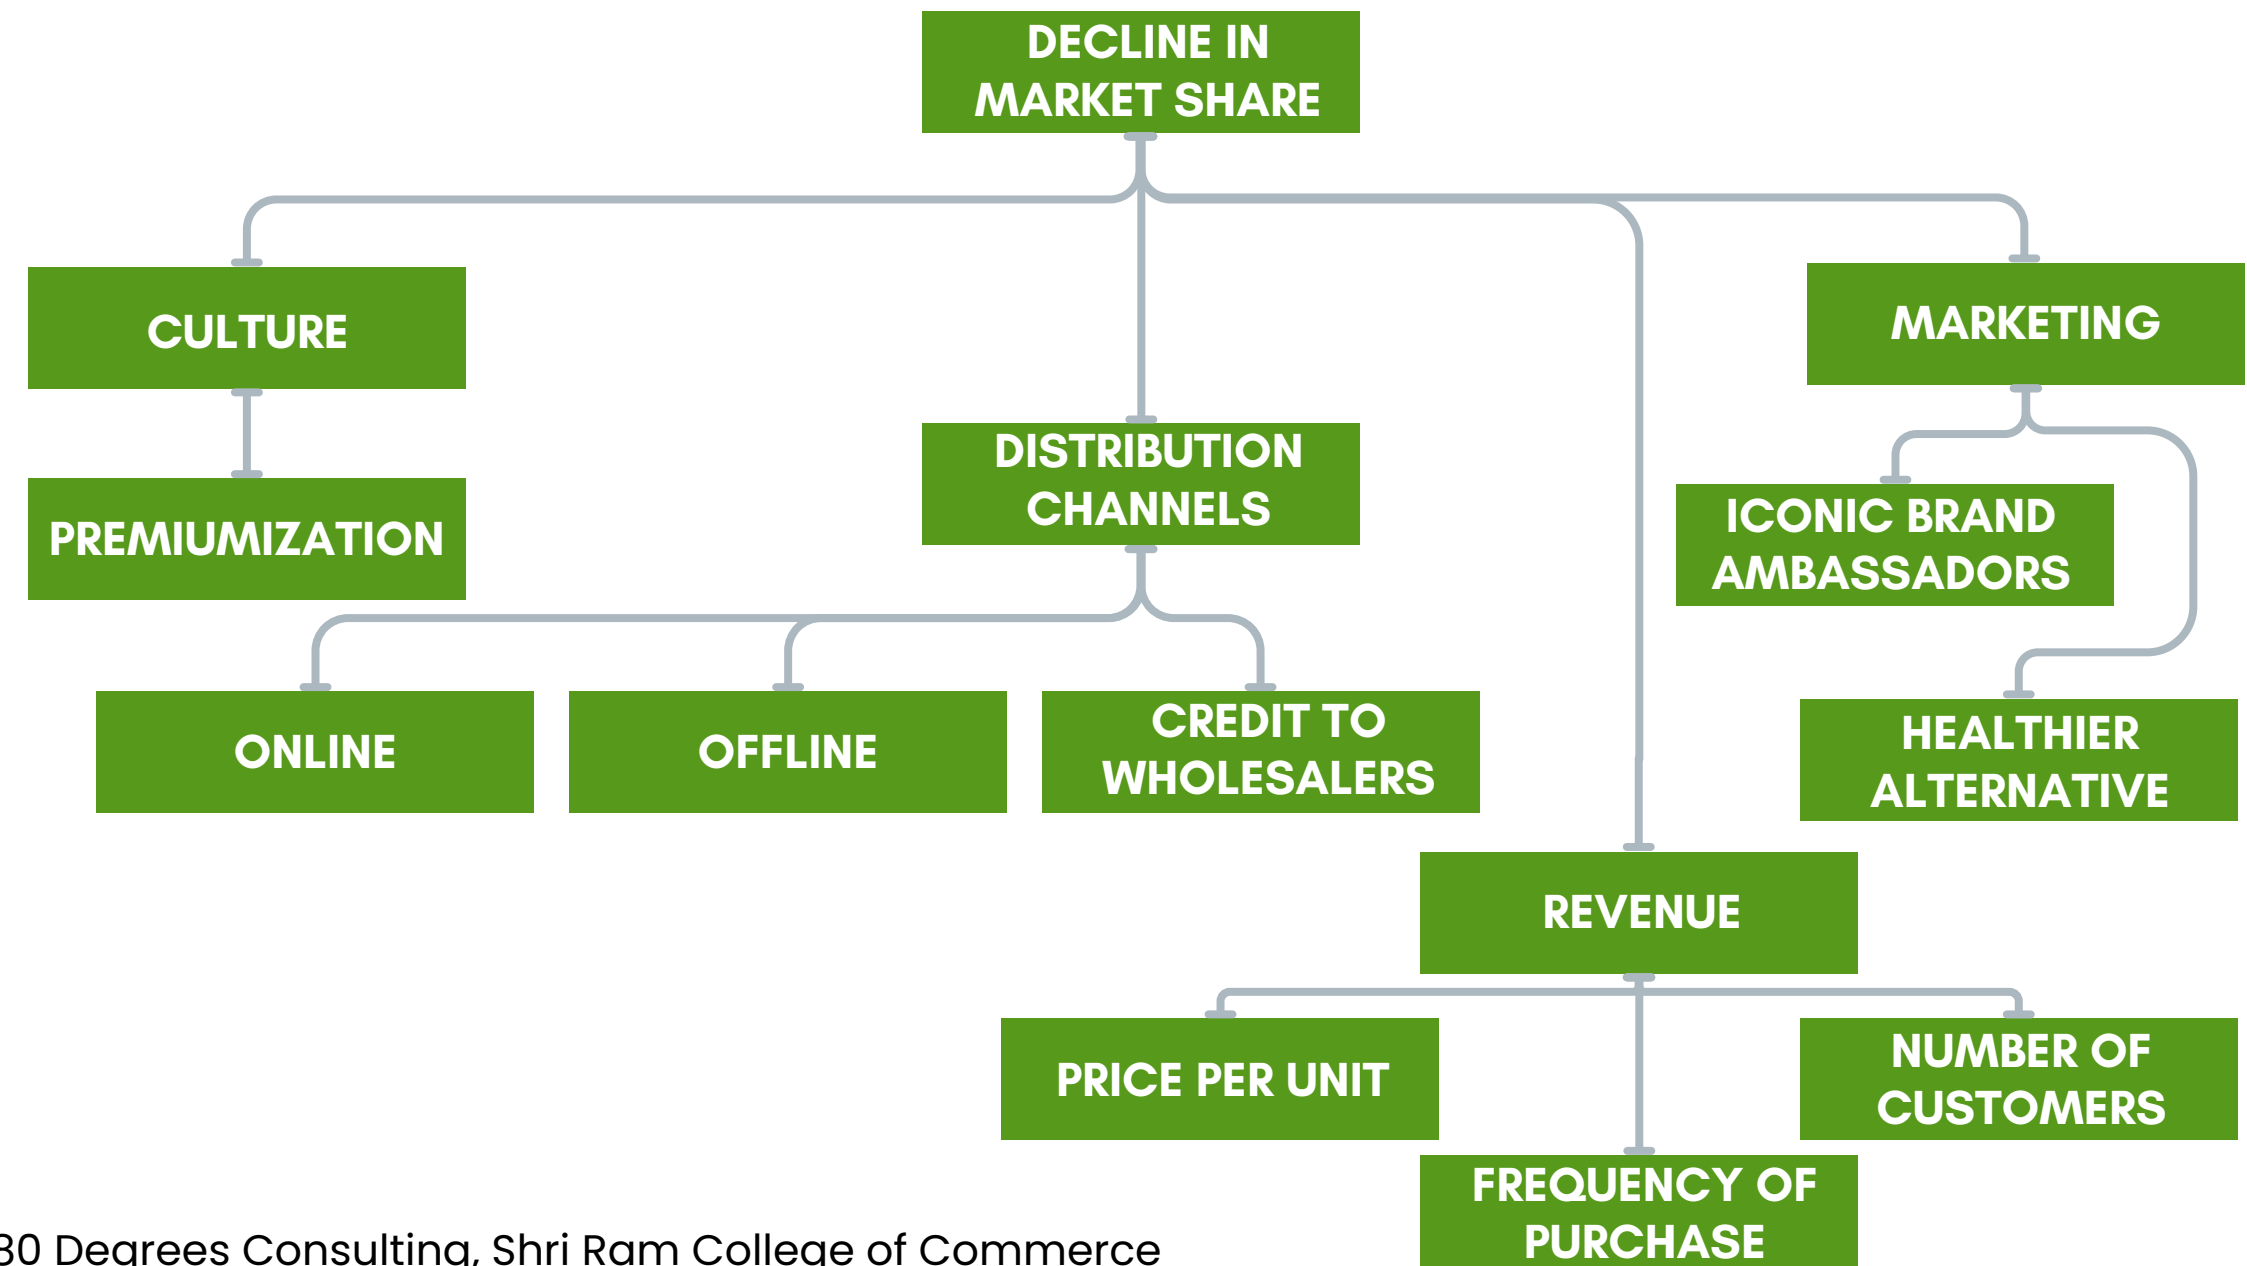 DECLINE IN
MARKET SHARE
CULTURE
MARKETING
PREMIUMIZATION
DISTRIBUTION
CHANNELS
ICONIC BRAND
AMBASSADORS
ONLINE
OFFLINE
CREDIT TO
WHOLESALERS
HEALTHIER
ALTERNATIVE
REVENUE
PRICE PER UNIT
NUMBER OF
CUSTOMERS
FREQUENCY OF
PURCHASE
80 Degrees Consulting, Shri Ram College of Commerce